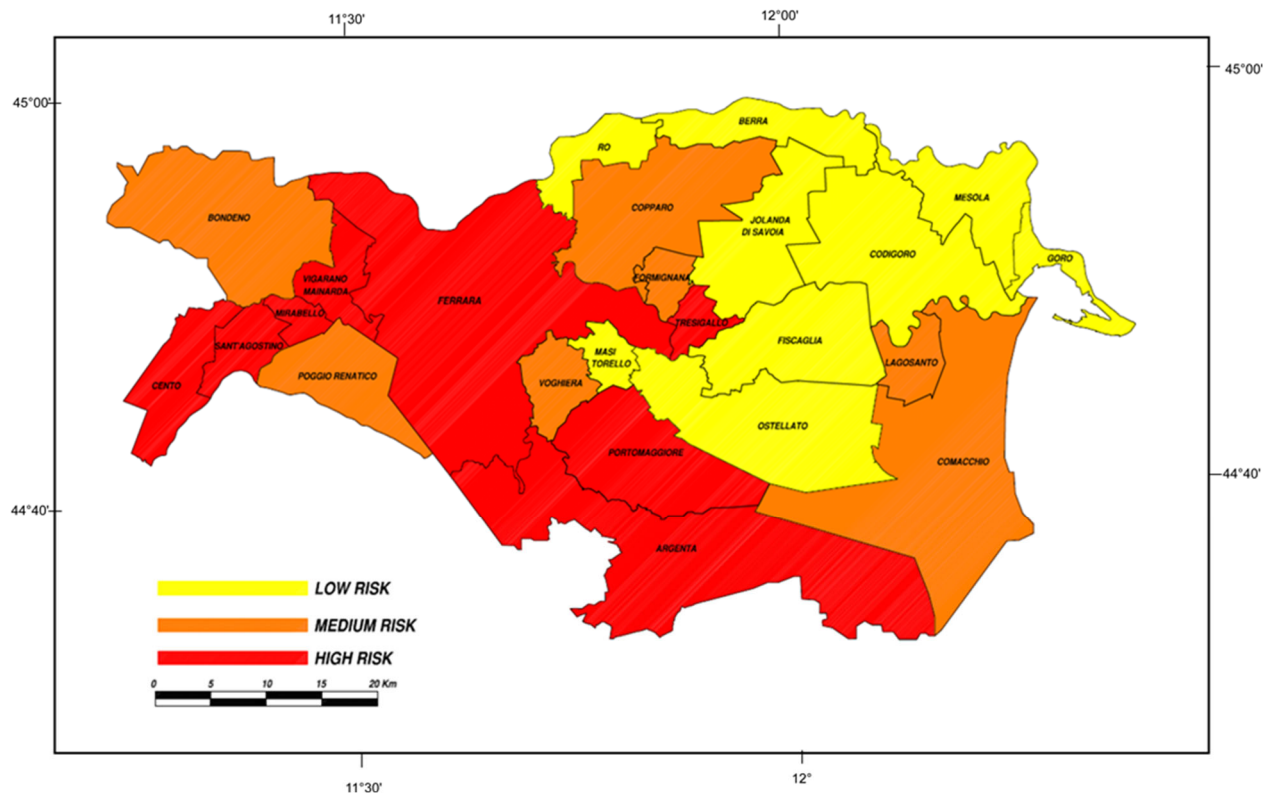 11°30'
12°00'
45°00'
45°00'
BERRA
RO
MESOLA
COPPARO
BONDENO
JOLANDA
DI SAVOIA
CODIGORO
GORO
FORMIGNANA
VIGARANO
MAINARDA
FERRARA
MIRABELLO
TRESIGALLO
FISCAGLIA
SANT'AGOSTINO
MASI
TORELLO
LAGOSANTO
POGGIO RENATICO
VOGHIERA
CENTO
OSTELLATO
PORTOMAGGIORE
COMACCHIO
44°40'
44°40'
ARGENTA
LOW RISK
MEDIUM RISK
HIGH RISK
0 5 10 15 20 Km
11°30'
12°